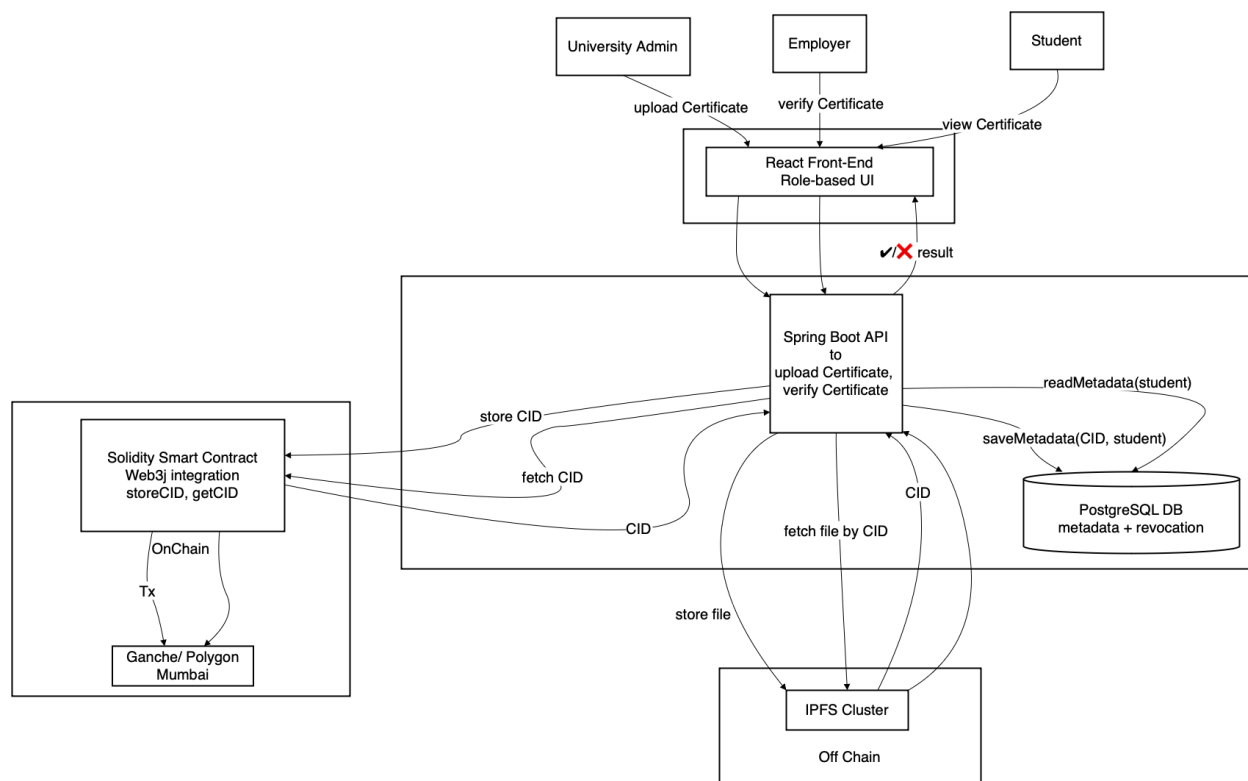 University Admin
Employer
Student
upload Certificate
verify Certificate
view Certificate
React Front-End
Role-based UI
✔/❌ result
Spring Boot API
to
upload Certificate,
verify Certificate
readMetadata(student)
store CID
saveMetadata(CID, student)
Solidity Smart Contract
Web3j integration
storeCID, getCID
fetch CID
CID
PostgreSQL DB
metadata + revocation
CID
fetch file by CID
OnChain
Tx
store file
Ganche/ Polygon
Mumbai
IPFS Cluster
Off Chain